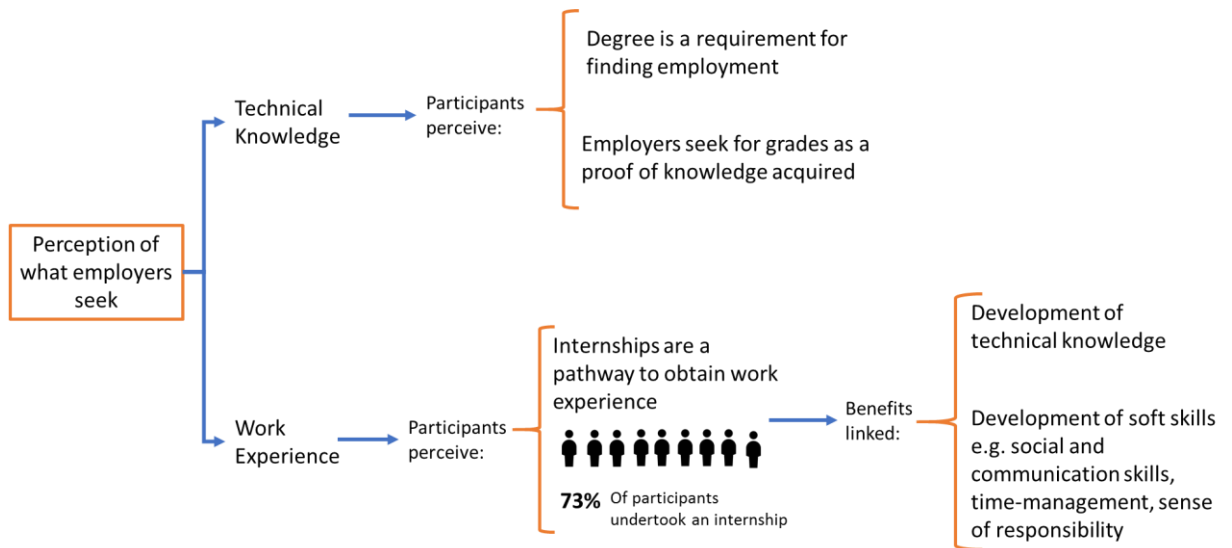 Perception of
what employers
seek
Technical
Knowledge
Participants
perceive:
Degree is a requirement for
finding employment
Employers seek for grades as a
proof of knowledge acquired
Work
Experience
Participants
perceive:
Internships are a
pathway to obtain work
experience
73% Of participants
undertook an internship
Benefits
linked:
Development of
technical knowledge
Development of soft skills
e.g. social and
communication skills,
time-management, sense
of responsibility